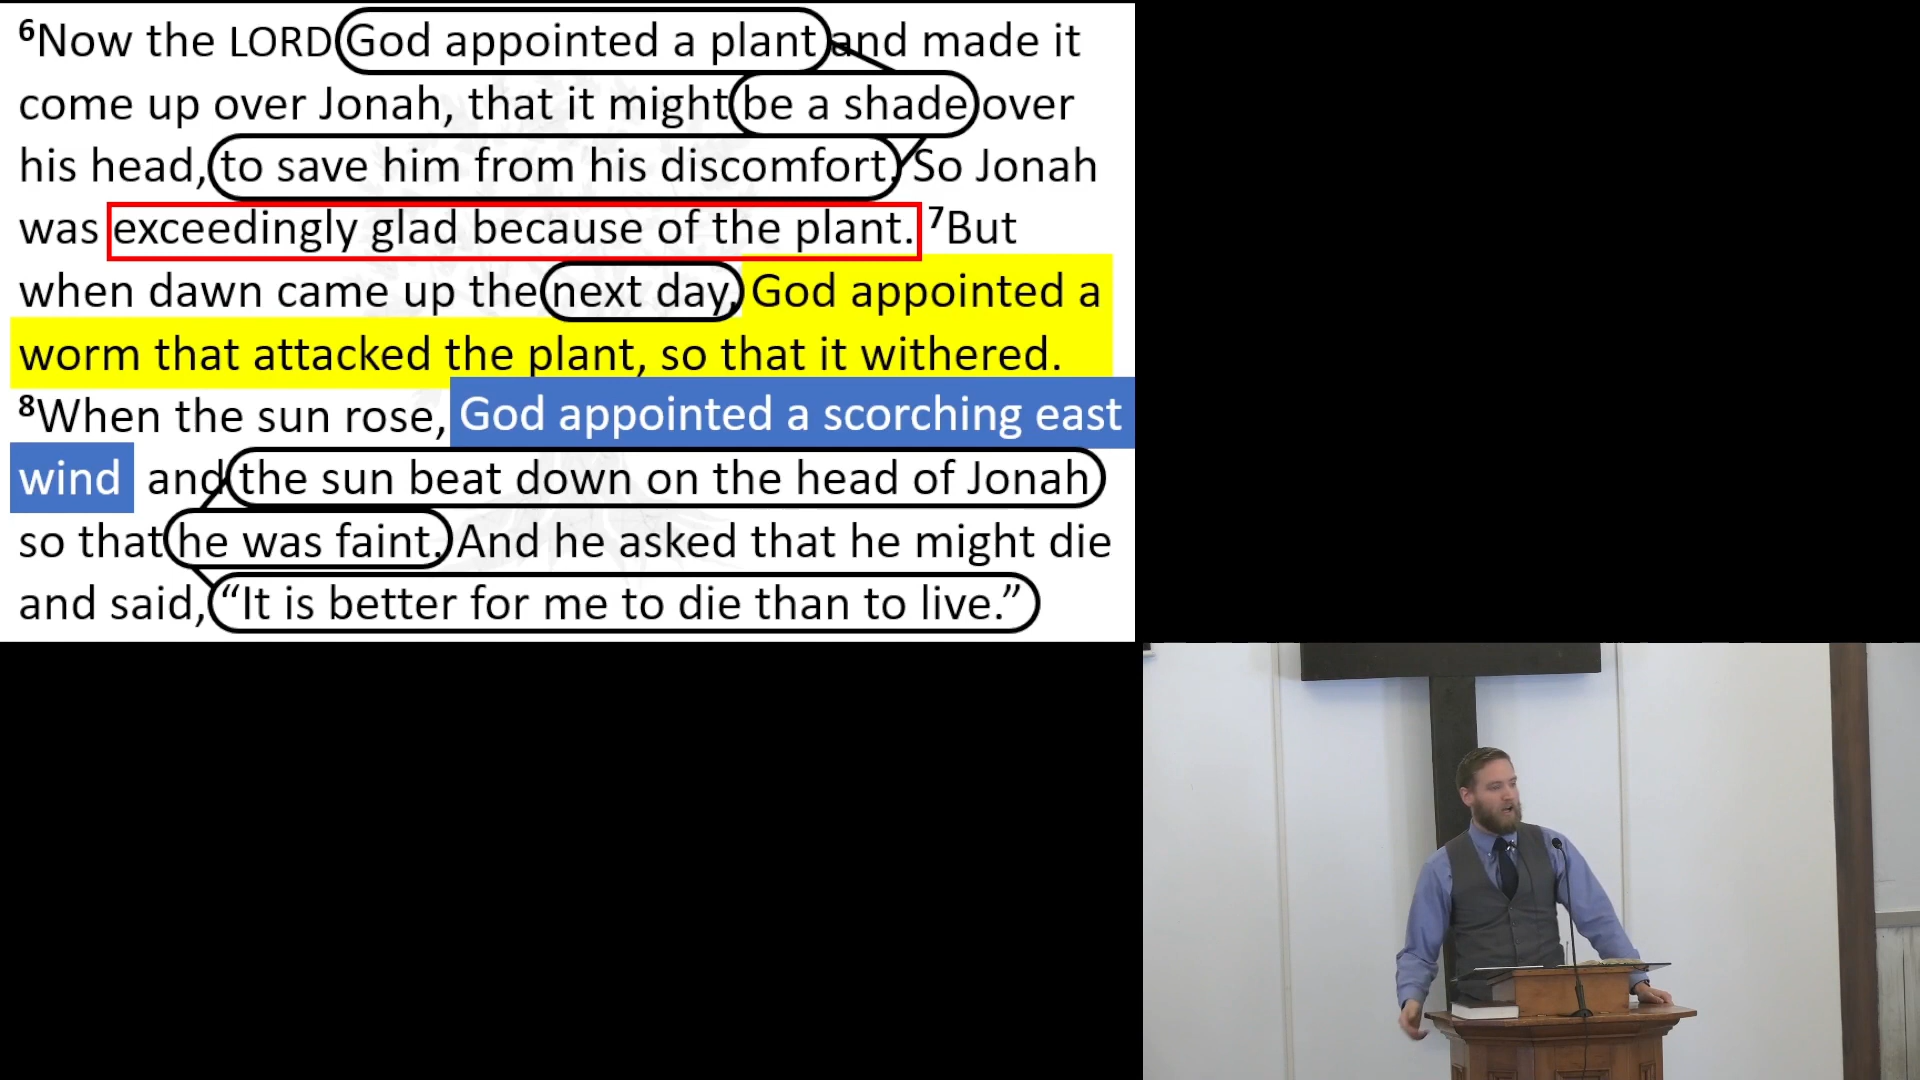 ⁶Now the LORD God appointed a plant and made it
come up over Jonah, that it might be a shade over
his head, to save him from his discomfort. So Jonah
was exceedingly glad because of the plant. ⁷But
when dawn came up the next day, God appointed a
worm that attacked the plant, so that it withered.
⁸When the sun rose, God appointed a scorching east
wind and the sun beat down on the head of Jonah
so that he was faint. And he asked that he might die
and said, “It is better for me to die than to live.”